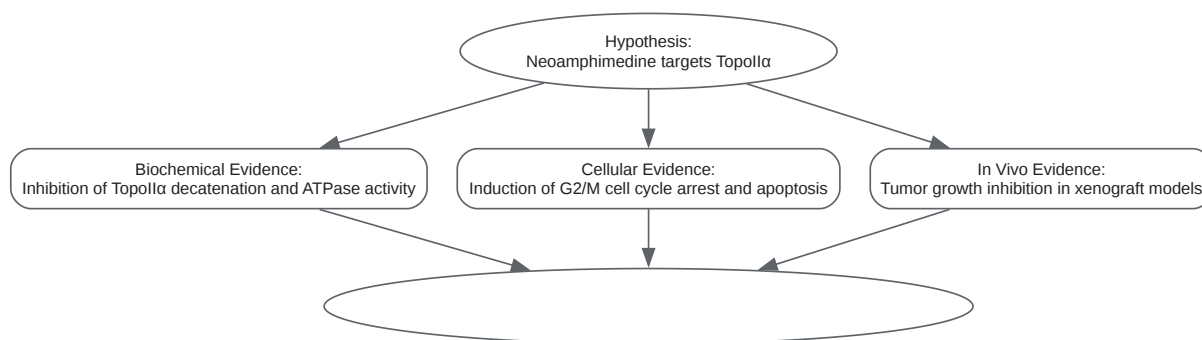 Hypothesis:
Neoamphimedine targets TopoIIα
Biochemical Evidence:
Inhibition of TopoIIα decatenation and ATPase activity
Cellular Evidence:
Induction of G2/M cell cycle arrest and apoptosis
In Vivo Evidence:
Tumor growth inhibition in xenograft models